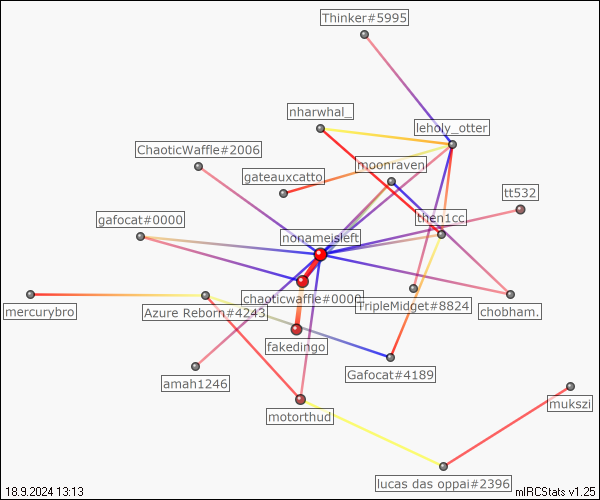 Thinker#5995
nharwhal_
leholy_otter
ChaoticWaffle#2006
moonraven
gateauxcatto
tt532
gafocat#0000
then1cc
nonameisleft
chaoticwaffle#0000
TripleMidget#8824
mercurybro
Azure Reborn#4243
chobham.
fakedingo
Gafocat#4189
amah1246
mukszi
motorthud
lucas das oppai#2396
18.9.2024 13:13
mIRCStats v1.25